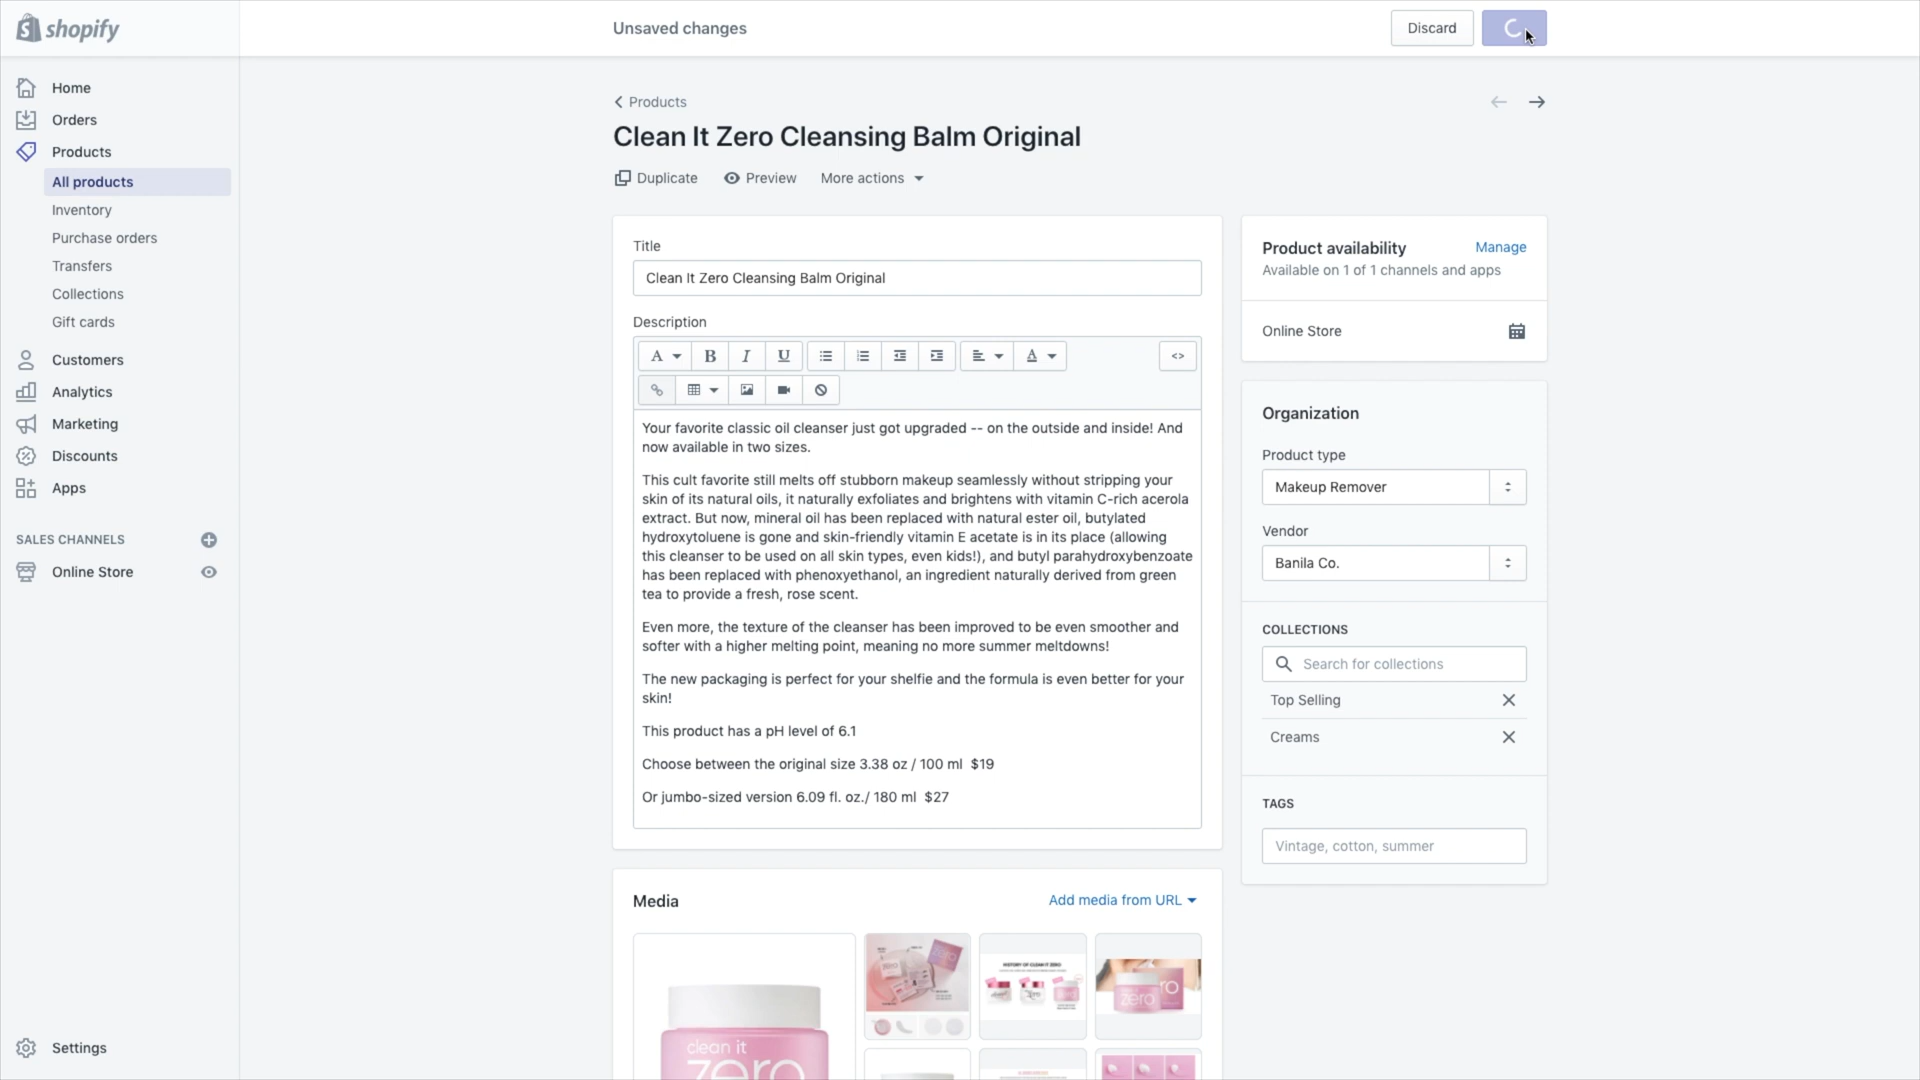 shopify
Unsaved changes
Discard
Home
Orders
Products
All products
Inventory
Purchase orders
Transfers
Collections
Gift cards
Customers
Analytics
Marketing
Discounts
Apps
SALES CHANNELS
Online Store
Settings
Products
Clean It Zero Cleansing Balm Original
Duplicate
Preview
More actions
Title
Clean It Zero Cleansing Balm Original
Description
A
B
I
U
A
<>
Your favorite classic oil cleanser just got upgraded -- on the outside and inside! And
now available in two sizes.
This cult favorite still melts off stubborn makeup seamlessly without stripping your
skin of its natural oils, it naturally exfoliates and brightens with vitamin C-rich acerola
extract. But now, mineral oil has been replaced with natural ester oil, butylated
hydroxytoluene is gone and skin-friendly vitamin E acetate is in its place (allowing
this cleanser to be used on all skin types, even kids!), and butyl parahydroxybenzoate
has been replaced with phenoxyethanol, an ingredient naturally derived from green
tea to provide a fresh, rose scent.
Even more, the texture of the cleanser has been improved to be even smoother and
softer with a higher melting point, meaning no more summer meltdowns!
The new packaging is perfect for your shelfie and the formula is even better for your
skin!
This product has a pH level of 6.1
Choose between the original size 3.38 oz / 100 ml  $19
Or jumbo-sized version 6.09 fl. oz./ 180 ml  $27
Media
Add media from URL
clean it
zero
HISTORY OF CLEAN IT ZERO
zero
Product availability
Manage
Available on 1 of 1 channels and apps
Online Store
Organization
Product type
Makeup Remover
Vendor
Banila Co.
COLLECTIONS
Search for collections
Top Selling
Creams
TAGS
Vintage, cotton, summer